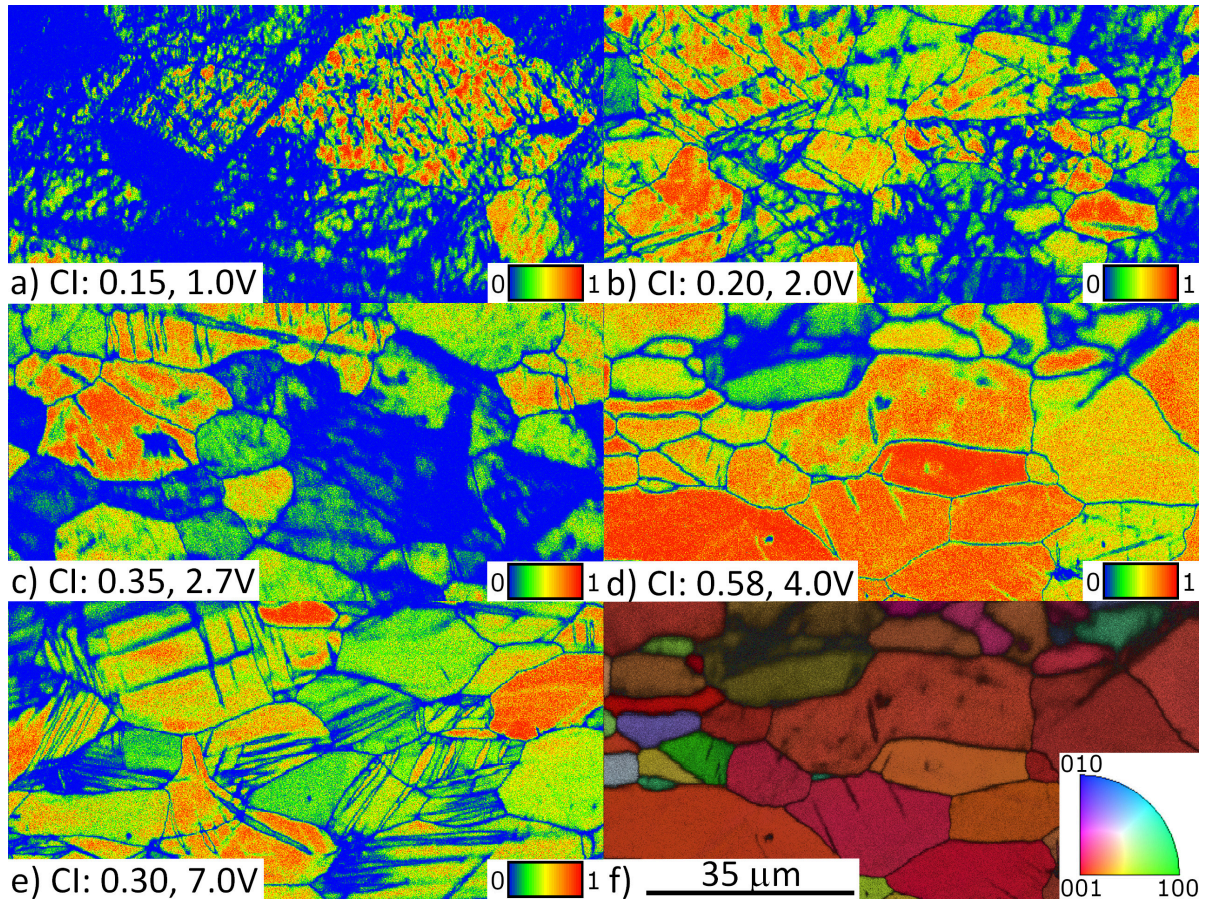 a) CI: 0.15, 1.0V
0 1
b) CI: 0.20, 2.0V
0 1
c) CI: 0.35, 2.7V
0 1
d) CI: 0.58, 4.0V
0 1
e) CI: 0.30, 7.0V
0 1
f)
35 μm
010
001 100